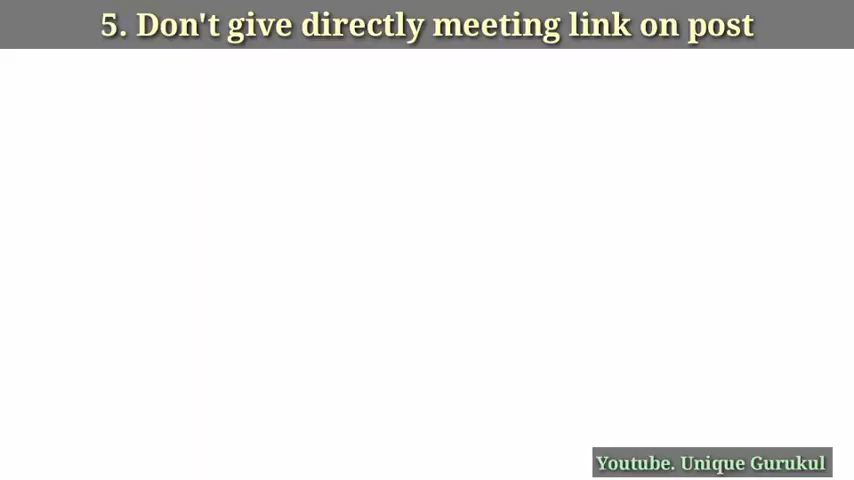 5. Don't give directly meeting link on post
Youtube. Unique Gurukul